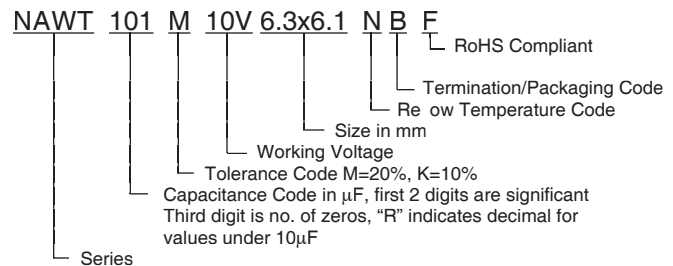 NAWT 101 M 10V 6.3x6.1 N B F
RoHS Compliant
Termination/Packaging Code
Re ow Temperature Code
Size in mm
Working Voltage
Tolerance Code M=20%, K=10%
Capacitance Code in μF, first 2 digits are significant
Third digit is no. of zeros, “R” indicates decimal for
values under 10μF
Series